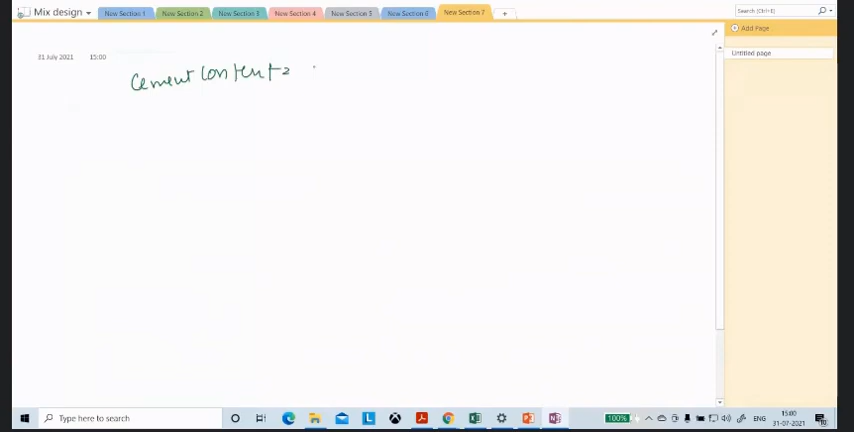 Mix design
New Section 1
New Section 2
New Section 3
New Section 4
New Section 5
New Section 6
New Section 7
Search (Ctrl+E)
Add Page
Untitled page
31 July 2021 15:00
Cement content =
Type here to search
100%
ENG
15:00
31-07-2021